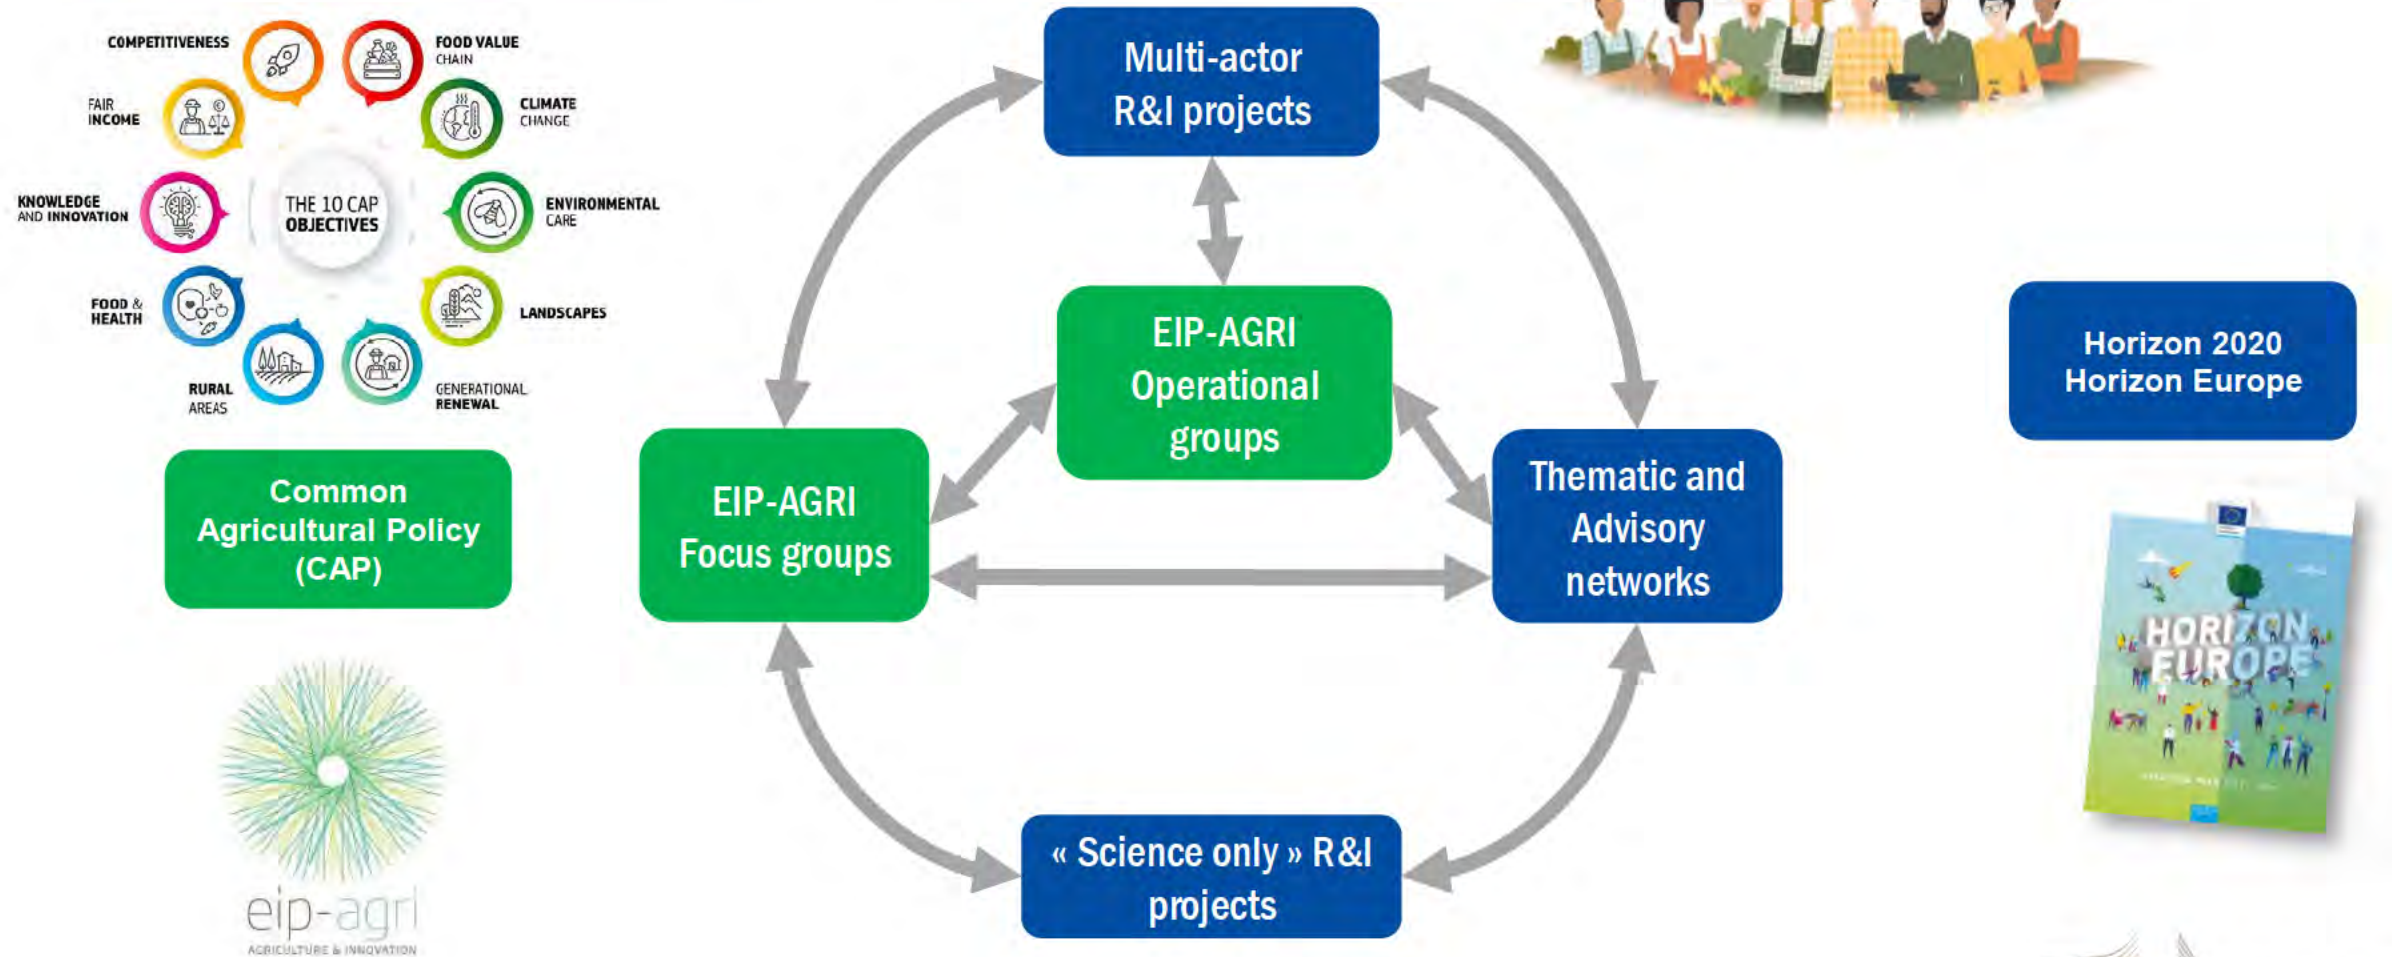 COMPETITIVENESS
FOOD VALUE
CHAIN
FAIR
INCOME
CLIMATE
CHANGE
KNOWLEDGE
AND INNOVATION
THE 10 CAP
OBJECTIVES
ENVIRONMENTAL
CARE
FOOD &
HEALTH
LANDSCAPES
RURAL
AREAS
GENERATIONAL
RENEWAL
Common
Agricultural Policy
(CAP)
eip-agri
AGRICULTURE & INNOVATION
Multi-actor
R&I projects
EIP-AGRI
Operational
groups
EIP-AGRI
Focus groups
Thematic and
Advisory
networks
« Science only » R&I
projects
Horizon 2020
Horizon Europe
HORIZON
EUROPE